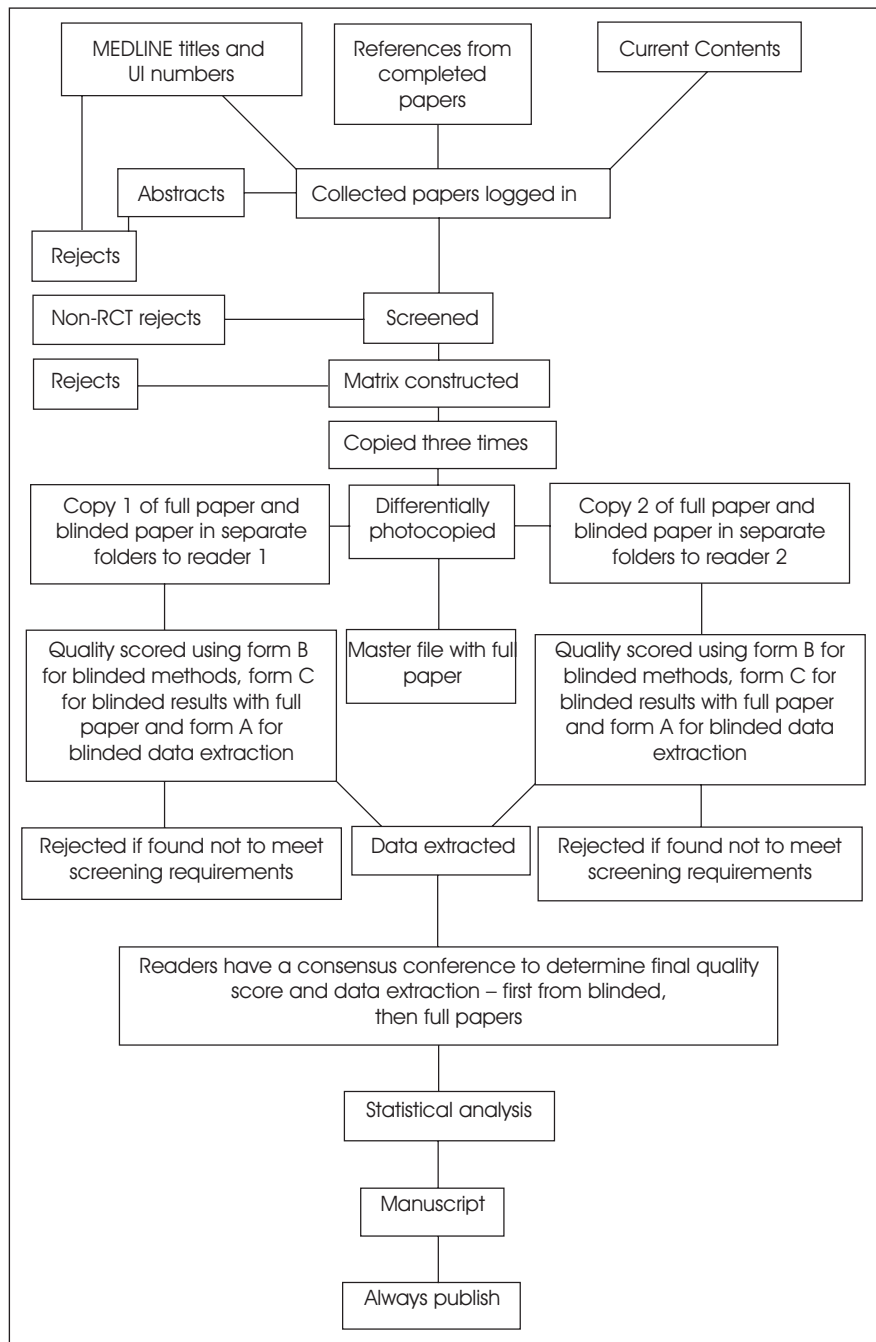 MEDLINE titles and
UI numbers
References from
completed
papers
Current Contents
Abstracts
Collected papers logged in
Rejects
Non-RCT rejects
Screened
Rejects
Matrix constructed
Copied three times
Copy 1 of full paper and
blinded paper in separate
folders to reader 1
Differentially
photocopied
Copy 2 of full paper and
blinded paper in separate
folders to reader 2
Quality scored using form B
for blinded methods, form C
for blinded results with full
paper and form A for
blinded data extraction
Master file with full
paper
Quality scored using form B for
blinded methods, form C for
blinded results with full paper
and form A for blinded data
extraction
Rejected if found not to meet
screening requirements
Data extracted
Rejected if found not to meet
screening requirements
Readers have a consensus conference to determine final quality
score and data extraction – first from blinded,
then full papers
Statistical analysis
Manuscript
Always publish